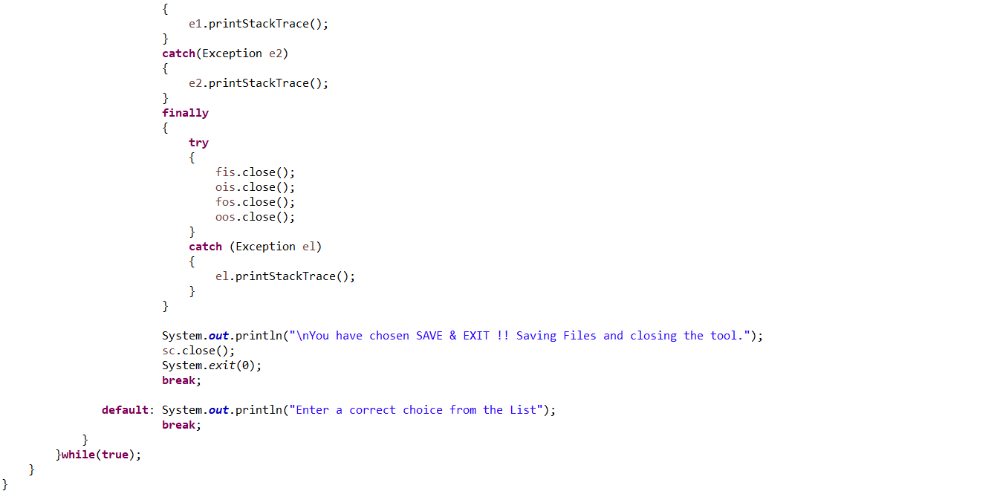 {
e1.printStackTrace();
}
catch(Exception e2)
{
e2.printStackTrace();
}
finally
{
try
{
fis.close();
ois.close();
fos.close();
oos.close();
}
catch (Exception el)
{
el.printStackTrace();
}
}
System.out.println("\nYou have chosen SAVE & EXIT !! Saving Files and closing the tool.");
sc.close();
System.exit(0);
break;
default: System.out.println("Enter a correct choice from the List");
break;
}
}while(true);
}
}